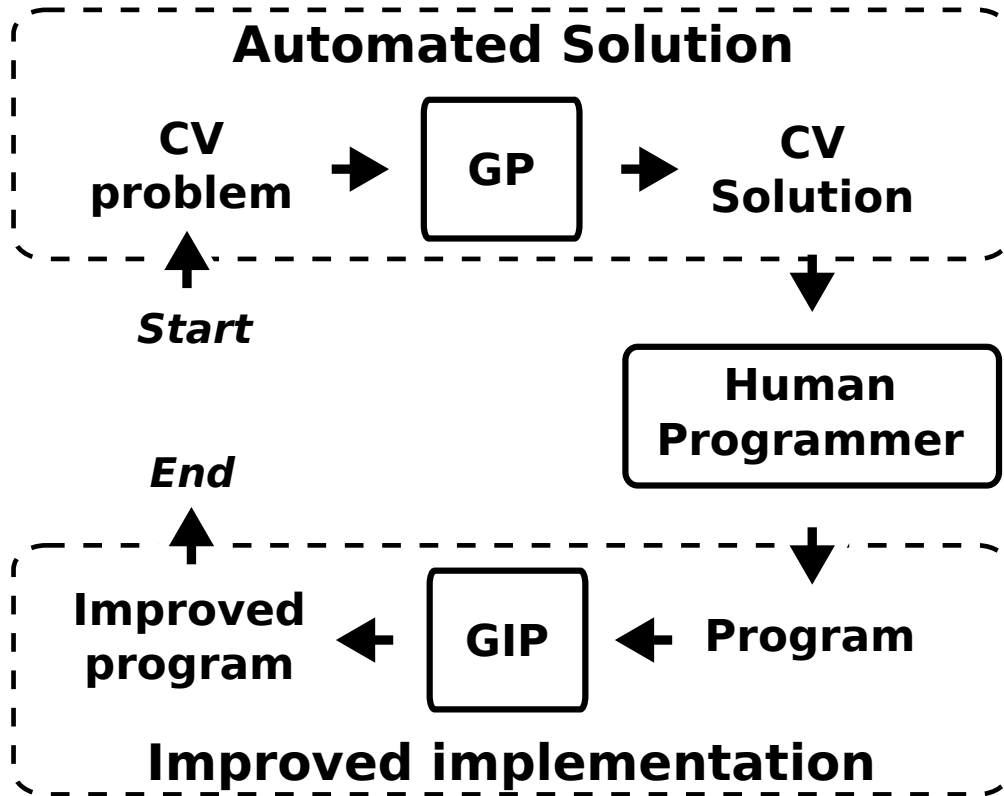 Automated Solution
CV
problem
GP
CV
Solution
Start
Human
Programmer
End
Improved
program
GIP
Program
Improved implementation